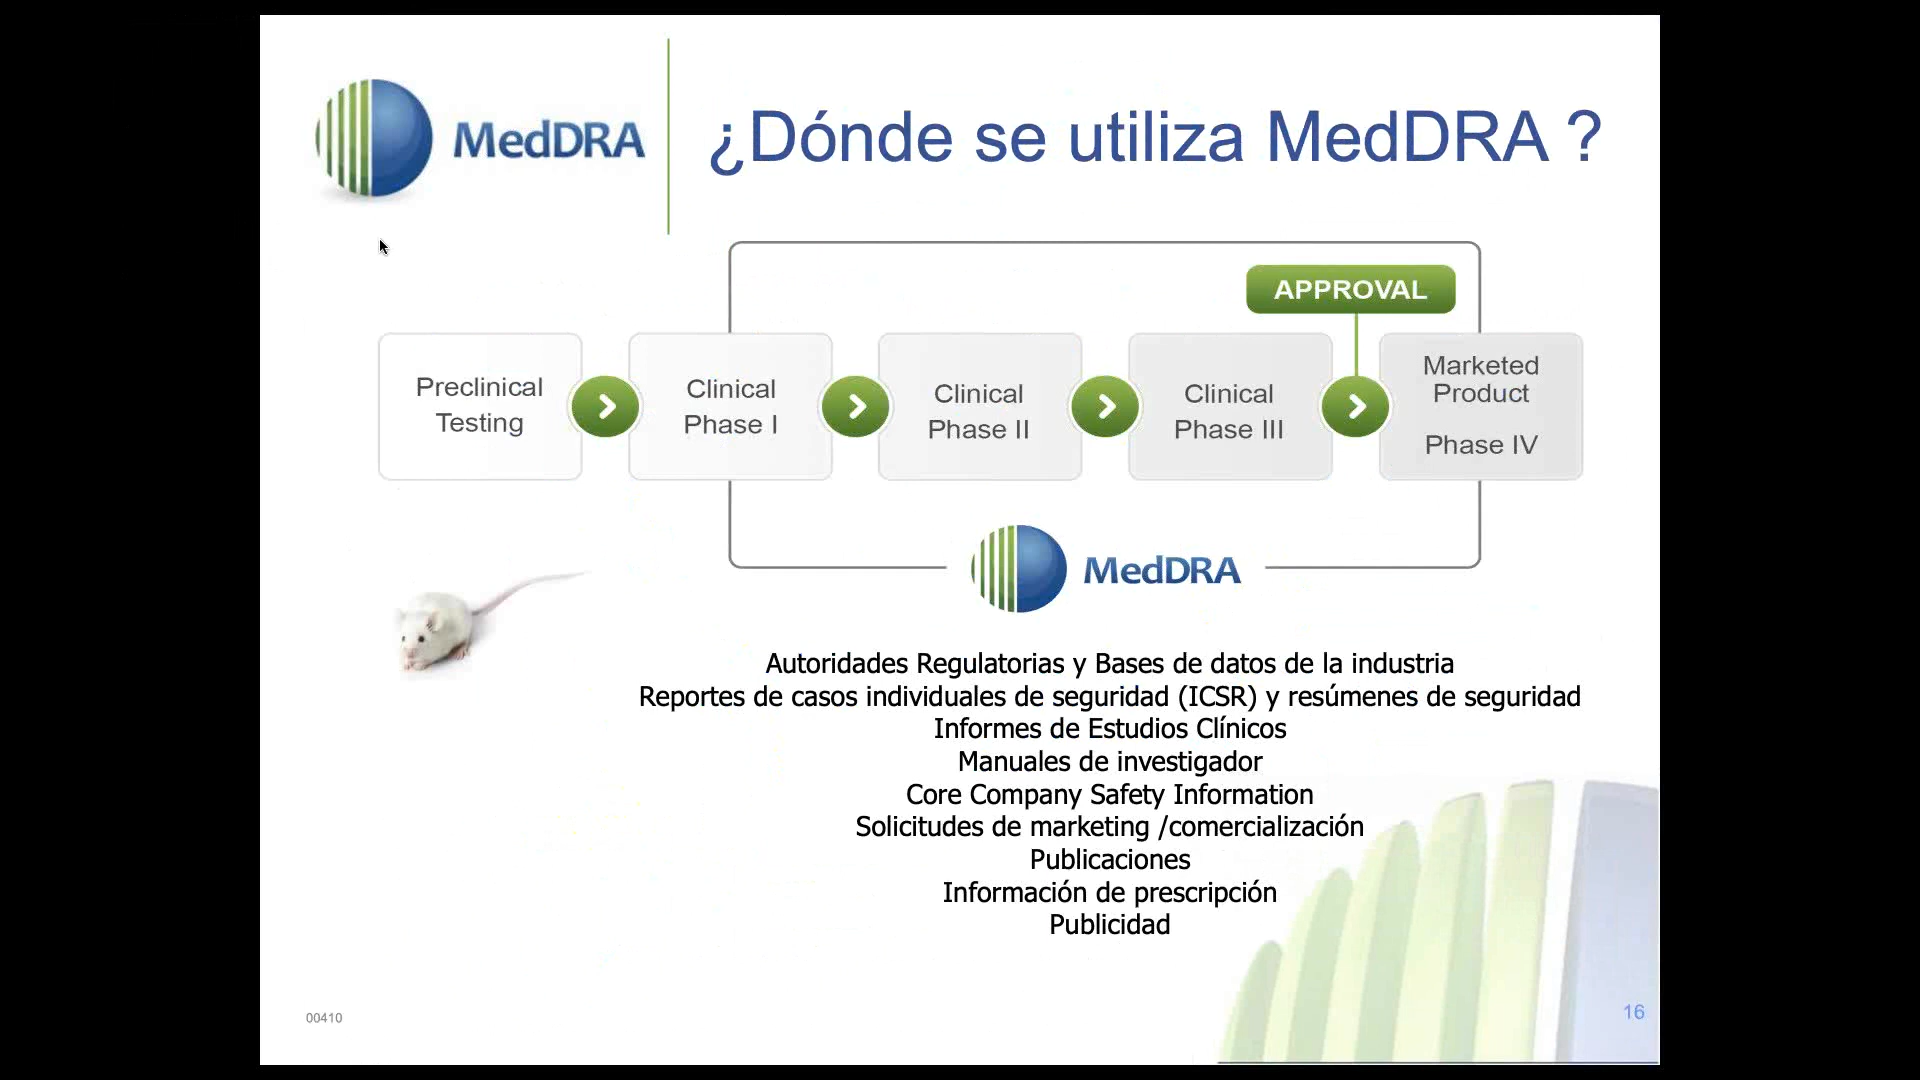 MedDRA
¿Dónde se utiliza MedDRA ?
APPROVAL
Preclinical
Testing
Clinical
Phase I
Clinical
Phase II
Clinical
Phase III
Marketed
Product
Phase IV
MedDRA
Autoridades Regulatorias y Bases de datos de la industria
Reportes de casos individuales de seguridad (ICSR) y resúmenes de seguridad
Informes de Estudios Clínicos
Manuales de investigador
Core Company Safety Information
Solicitudes de marketing /comercialización
Publicaciones
Información de prescripción
Publicidad
00410
16